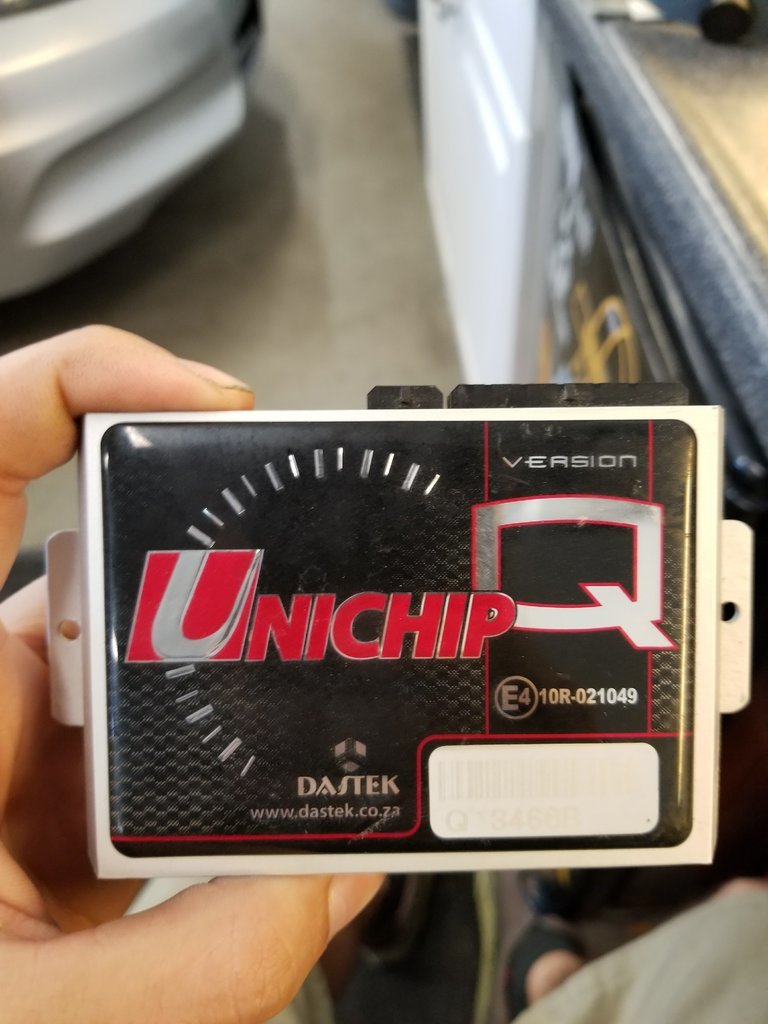 VERSION
Q
UNICHIP
E4 10R-021049
DASTEK
www.dastek.co.za